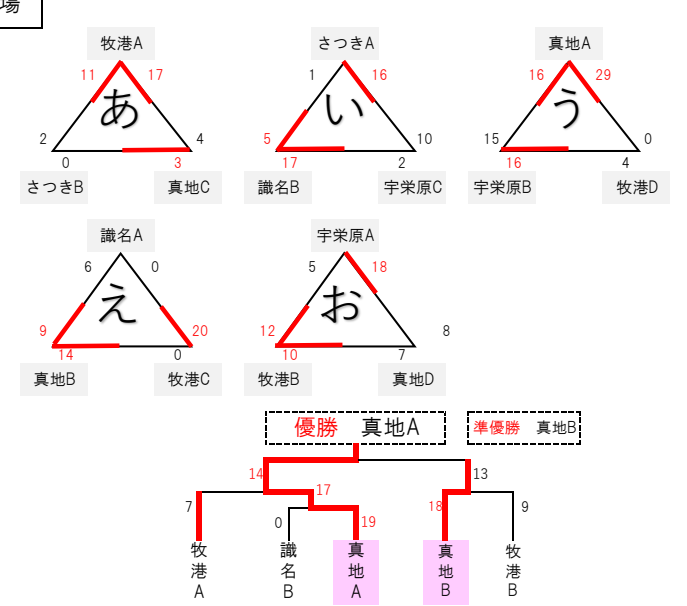 場
牧港A
さつきA
真地A
11 17
1 16
16 29
あ
い
う
2 4
5 10
15 0
0 3
17 2
16 4
さつきB 真地C
識名B 宇栄原C
宇栄原B 牧港D
識名A
宇栄原A
6 0
5 18
え
お
9 20
12 8
14 0
10 7
真地B 牧港C
牧港B 真地D
優勝 真地A
準優勝 真地B
14 13
7 17 18 9
0 19
牧港A
識名B
真地A
真地B
牧港B